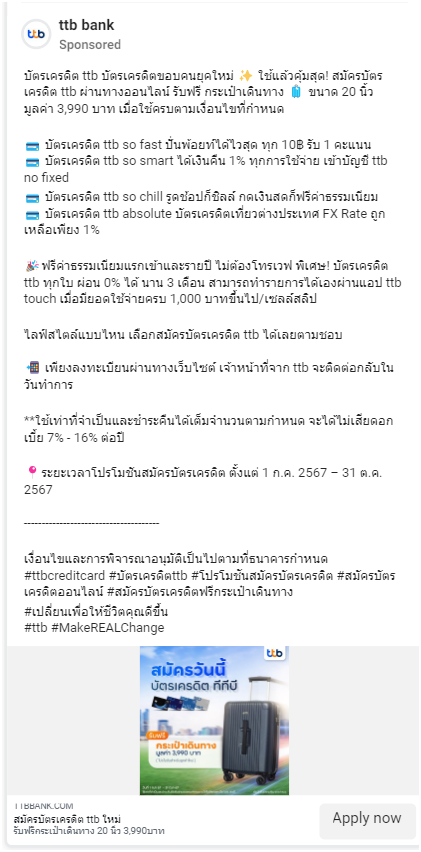 ttb bank
Sponsored
บัตรเครดิต ttb บัตรเครดิตของคนยุคใหม่ ✨ ใช้แล้วคุ้มสุด! สมัครบัตร
เครดิต ttb ผ่านทางออนไลน์ รับฟรี กระเป๋าเดินทาง 🧳 ขนาด 20 นิ้ว
มูลค่า 3,990 บาท เมื่อใช้ครบตามเงื่อนไขที่กำหนด
💳 บัตรเครดิต ttb so fast ปั่นพ้อยท์ได้ไวสุด ทุก 10฿ รับ 1 คะแนน
💳 บัตรเครดิต ttb so smart ได้เงินคืน 1% ทุกการใช้จ่าย เข้าบัญชี ttb
no fixed
💳 บัตรเครดิต ttb so chill รูดช้อปก็ชิลล์ กดเงินสดก็ฟรีค่าธรรมเนียม
💳 บัตรเครดิต ttb absolute บัตรเครดิตเที่ยวต่างประเทศ FX Rate ถูก
เหลือเพียง 1%
🎉ฟรีค่าธรรมเนียมแรกเข้าและรายปี ไม่ต้องโทรเวฟ พิเศษ! บัตรเครดิต
ttb ทุกใบ ผ่อน 0% ได้ นาน 3 เดือน สามารถทำรายการได้เองผ่านแอป ttb
touch เมื่อมียอดใช้จ่ายครบ 1,000 บาทขึ้นไป/เซลล์สลิป
ไลฟ์สไตล์แบบไหน เลือกสมัครบัตรเครดิต ttb ได้เลยตามชอบ
📲 เพียงลงทะเบียนผ่านทางเว็บไซต์ เจ้าหน้าที่จาก ttb จะติดต่อกลับใน
วันทำการ
**ใช้เท่าที่จำเป็นและชำระคืนได้เต็มจำนวนตามกำหนด จะได้ไม่เสียดอก
เบี้ย 7% - 16% ต่อปี
📍ระยะเวลาโปรโมชันสมัครบัตรเครดิต ตั้งแต่ 1 ก.ค. 2567 – 31 ต.ค.
2567
--------------------------------------
เงื่อนไขและการพิจารณาอนุมัติเป็นไปตามที่ธนาคารกำหนด
#ttbcreditcard #บัตรเครดิตttb #โปรโมชันสมัครบัตรเครดิต #สมัครบัตร
เครดิตออนไลน์ #สมัครบัตรเครดิตฟรีกระเป๋าเดินทาง
#เปลี่ยนเพื่อให้ชีวิตคุณดีขึ้น
#ttb #MakeREALChange
ttb
สมัครวันนี้
บัตรเครดิต ทีทีบี
รับฟรี
กระเป๋าเดินทาง
มูลค่า 3,990 บาท
TTBBANK.COM
สมัครบัตรเครดิต ttb ใหม่
รับฟรีกระเป๋าเดินทาง 20 นิ้ว 3,990บาท
Apply now